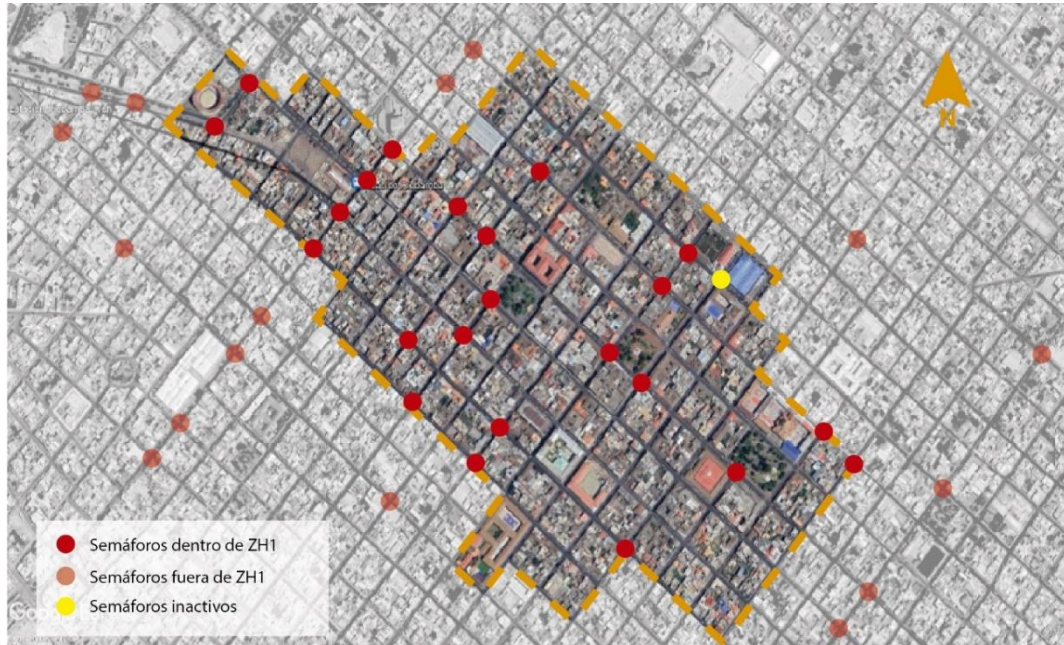 N
Semáforos dentro de ZH1
Semáforos fuera de ZH1
Semáforos inactivos